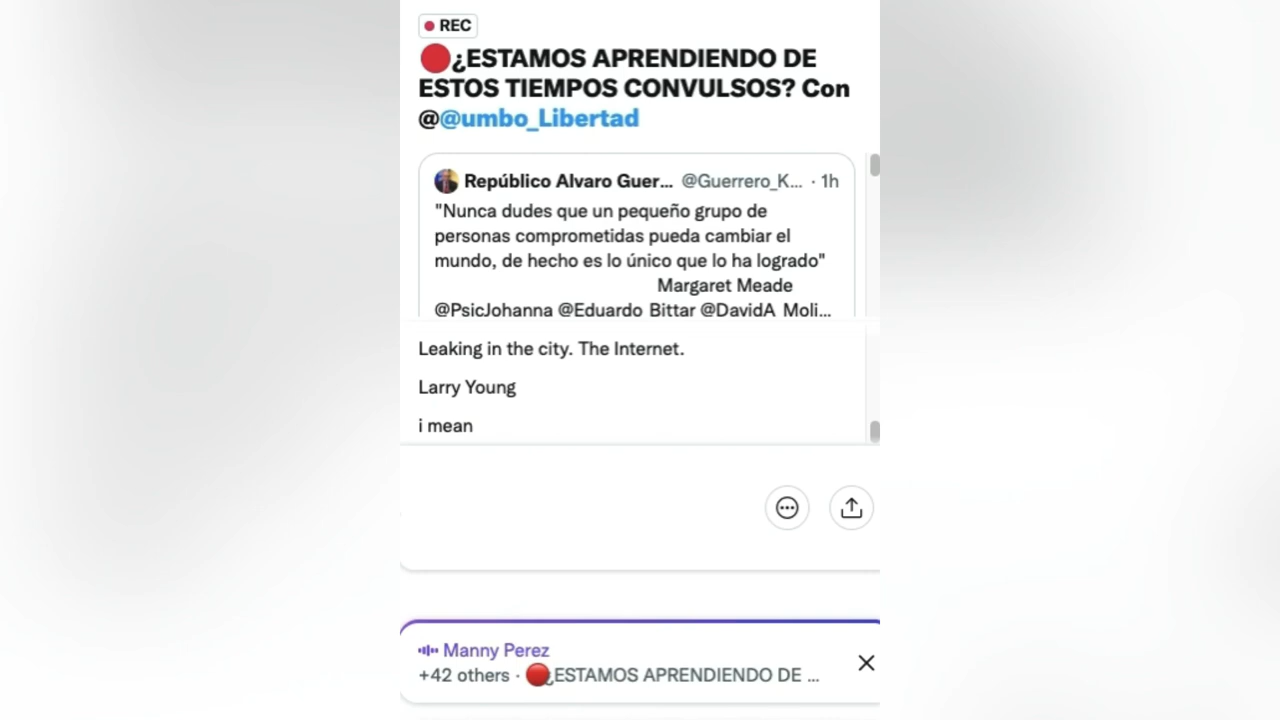 REC
🔴¿ESTAMOS APRENDIENDO DE
ESTOS TIEMPOS CONVULSOS? Con
@@umbo_Libertad
Repúblico Alvaro Guer... @Guerrero_K... · 1h
"Nunca dudes que un pequeño grupo de
personas comprometidas pueda cambiar el
mundo, de hecho es lo único que lo ha logrado"
Margaret Meade
@PsicJohanna @Eduardo_Bittar @DavidA_Moli...
Leaking in the city. The Internet.
Larry Young
i mean
Manny Perez
+42 others · 🔴¿ESTAMOS APRENDIENDO DE ...